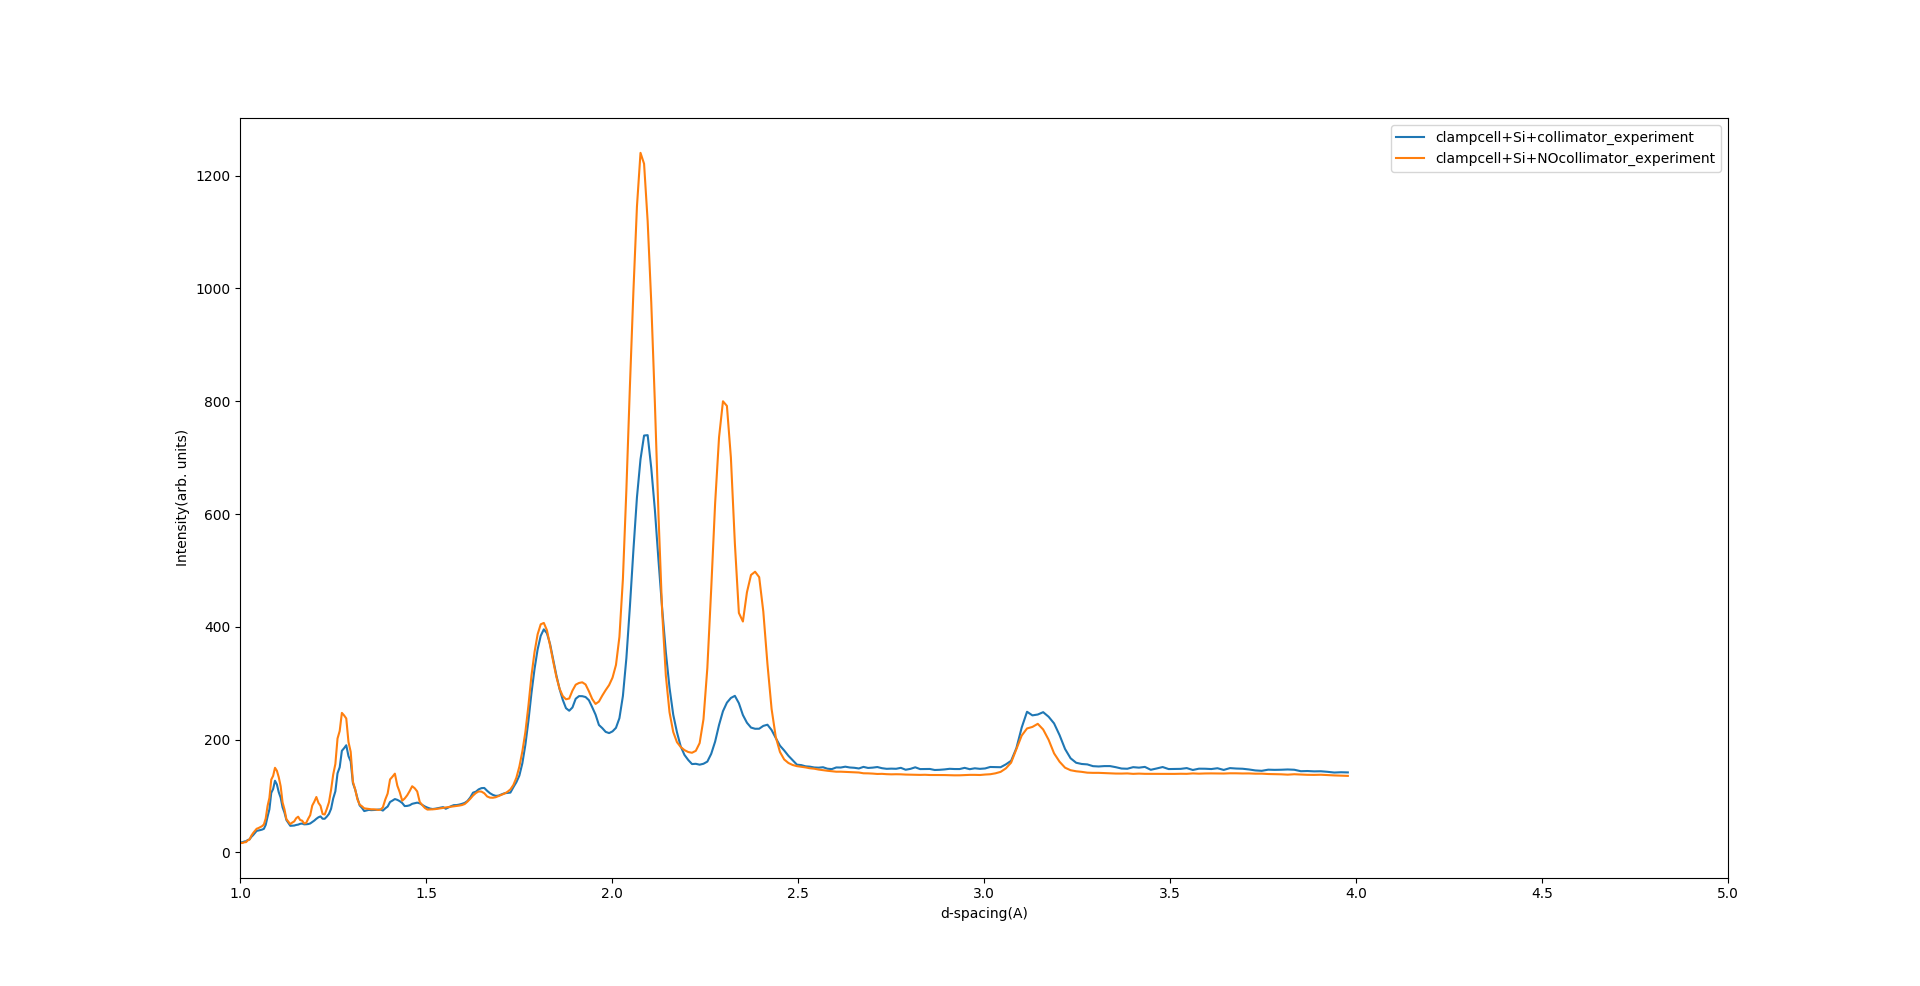 clampcell+Si+collimator_experiment
clampcell+Si+NOcollimator_experiment
1200
1000
800
600
400
200
0
Intensity(arb. units)
1.0 1.5 2.0 2.5 3.0 3.5 4.0 4.5 5.0
d-spacing(A)